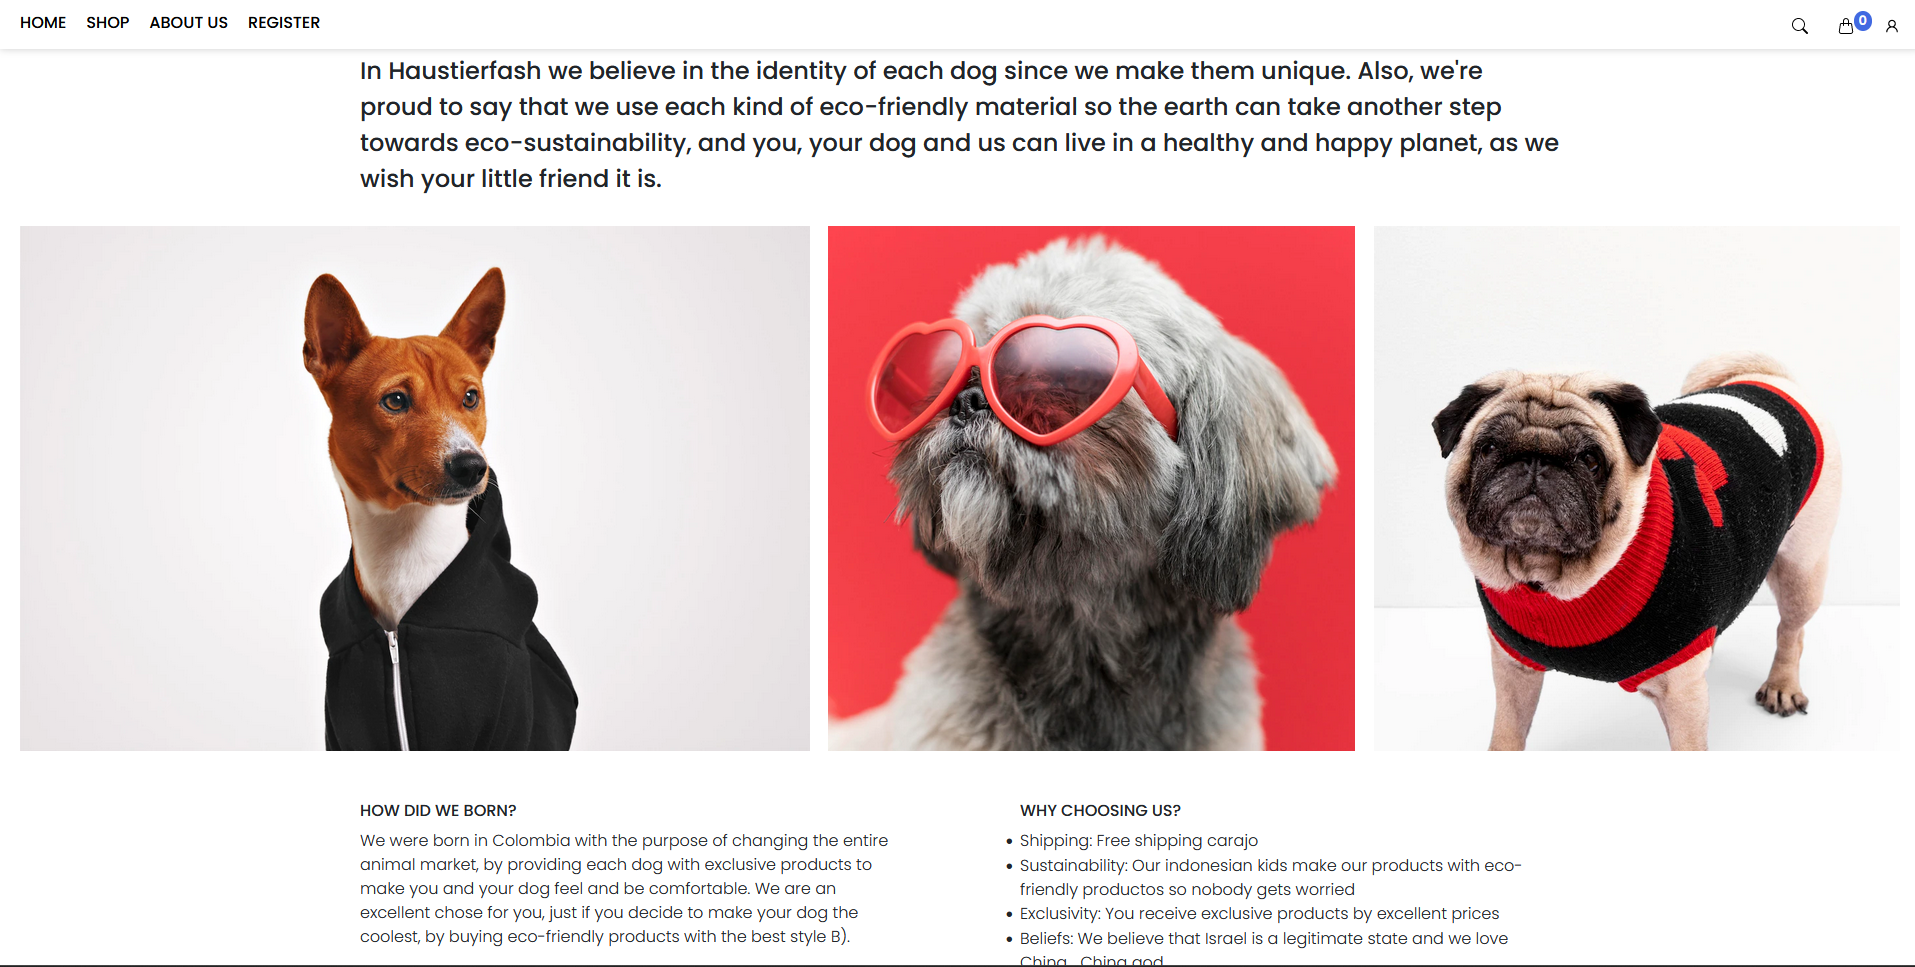 HOME SHOP ABOUT US REGISTER
0
In Haustierfash we believe in the identity of each dog since we make them unique. Also, we're
proud to say that we use each kind of eco-friendly material so the earth can take another step
towards eco-sustainability, and you, your dog and us can live in a healthy and happy planet, as we
wish your little friend it is.
HOW DID WE BORN?
We were born in Colombia with the purpose of changing the entire
animal market, by providing each dog with exclusive products to
make you and your dog feel and be comfortable. We are an
excellent chose for you, just if you decide to make your dog the
coolest, by buying eco-friendly products with the best style B).
WHY CHOOSING US?
Shipping: Free shipping carajo
Sustainability: Our indonesian kids make our products with eco-
friendly productos so nobody gets worried
Exclusivity: You receive exclusive products by excellent prices
Beliefs: We believe that Israel is a legitimate state and we love
China... China god